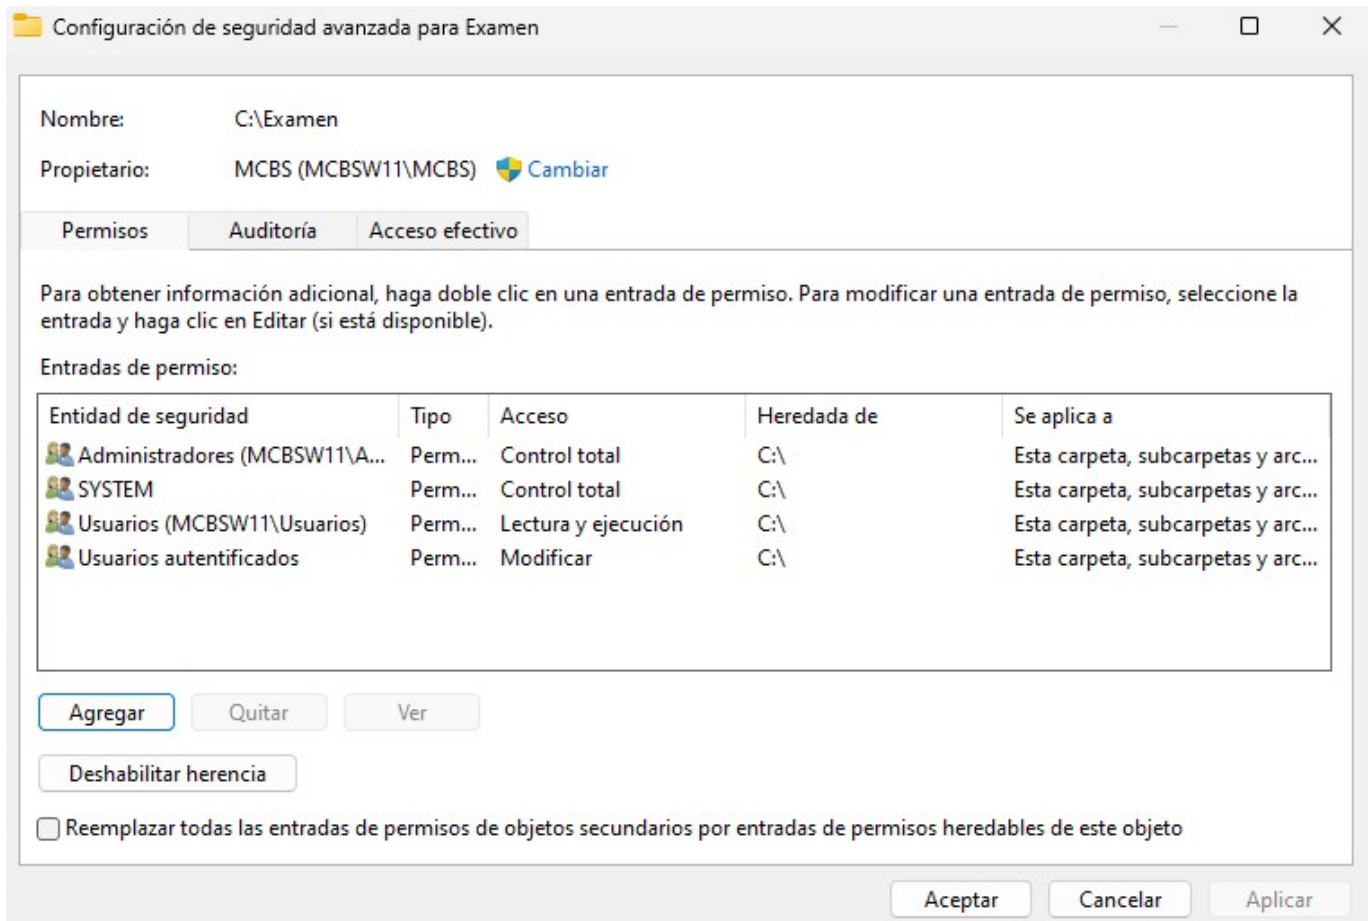 Configuración de seguridad avanzada para Examen
Nombre: C:\Examen
Propietario: MCBS (MCBSW11\MCBS) Cambiar
Permisos Auditoría Acceso efectivo
Para obtener información adicional, haga doble clic en una entrada de permiso. Para modificar una entrada de permiso, seleccione la
entrada y haga clic en Editar (si está disponible).
Entradas de permiso:
Entidad de seguridad Tipo Acceso Heredada de Se aplica a
Administradores (MCBSW11\A... Perm... Control total C:\ Esta carpeta, subcarpetas y arc...
SYSTEM Perm... Control total C:\ Esta carpeta, subcarpetas y arc...
Usuarios (MCBSW11\Usuarios) Perm... Lectura y ejecución C:\ Esta carpeta, subcarpetas y arc...
Usuarios autentificados Perm... Modificar C:\ Esta carpeta, subcarpetas y arc...
Agregar Quitar Ver
Deshabilitar herencia
Reemplazar todas las entradas de permisos de objetos secundarios por entradas de permisos heredables de este objeto
Aceptar Cancelar Aplicar